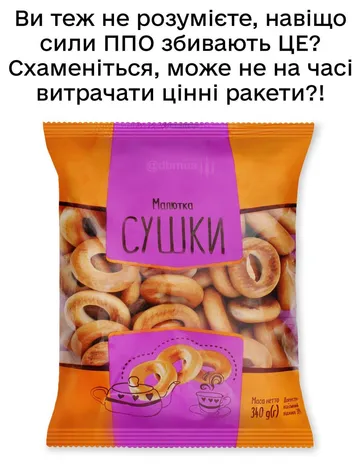 Ви теж не розумієте, навіщо
сили ППО збивають ЦЕ?
Схаменіться, може не на часі
витрачати цінні ракети?!
Малютка
СУШКИ
Маса нетто
340 g(г)